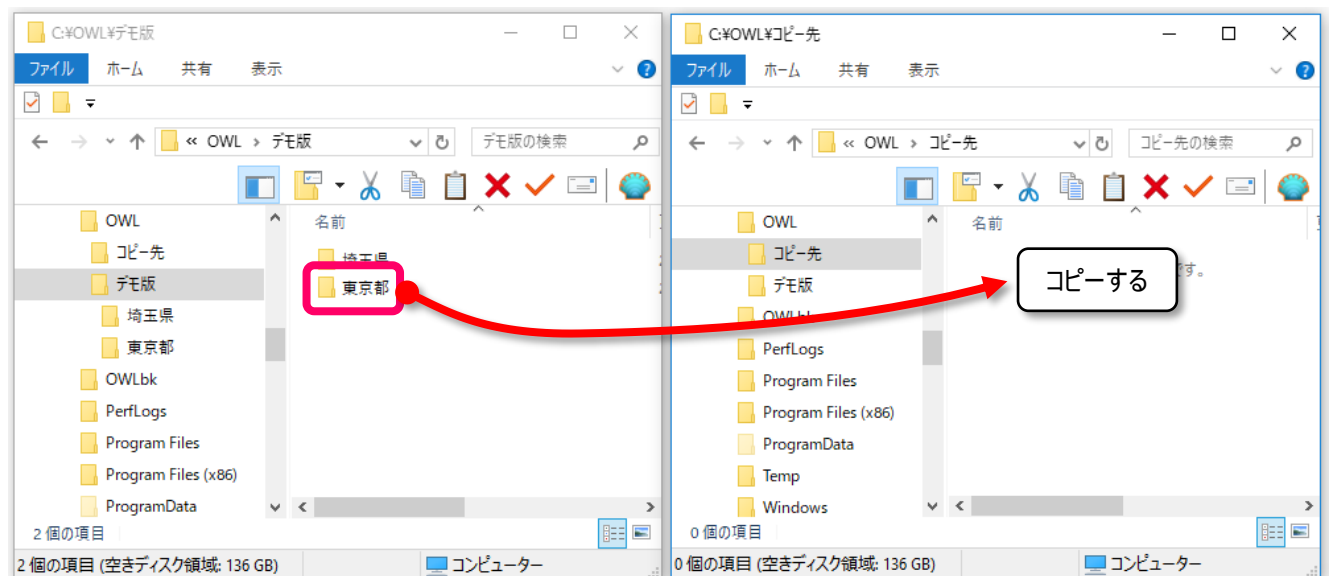 C:¥OWL¥デモ版
ファイル ホーム 共有 表示
« OWL > デモ版
デモ版の検索
OWL
コピー先
デモ版
埼玉県
東京都
OWLbk
PerfLogs
Program Files
Program Files (x86)
ProgramData
名前
埼玉県
東京都
2 個の項目
2 個の項目 (空きディスク領域: 136 GB)
コンピューター
C:¥OWL¥コピー先
ファイル ホーム 共有 表示
« OWL > コピー先
コピー先の検索
OWL
コピー先
デモ版
OWLbk
PerfLogs
Program Files
Program Files (x86)
ProgramData
Temp
Windows
名前
コピーする
す。
0 個の項目
0 個の項目 (空きディスク領域: 136 GB)
コンピューター